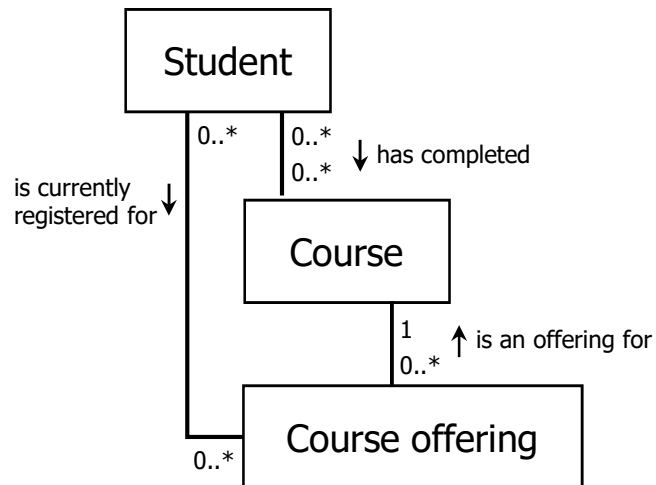 Student
0..*
0..*
has completed
0..*
is currently
registered for
Course
1
is an offering for
0..*
Course offering
0..*